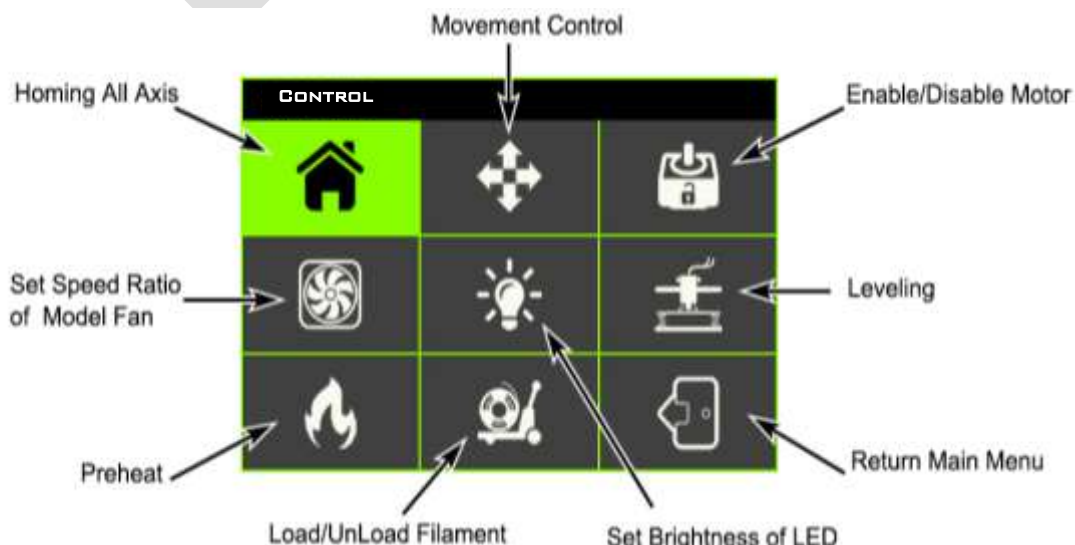 Movement Control
Homing All Axis
CONTROL
Enable/Disable Motor
Set Speed Ratio
of Model Fan
Leveling
Preheat
Return Main Menu
Load/UnLoad Filament
Set Brightness of LED